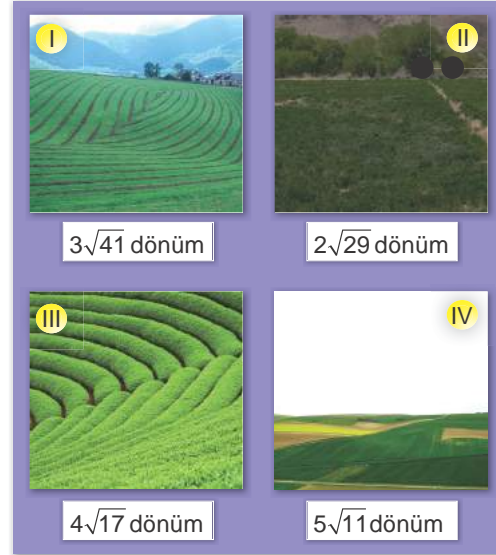 I
II
3√41 dönüm
2√29 dönüm
III
IV
4√17 dönüm
5√11 dönüm